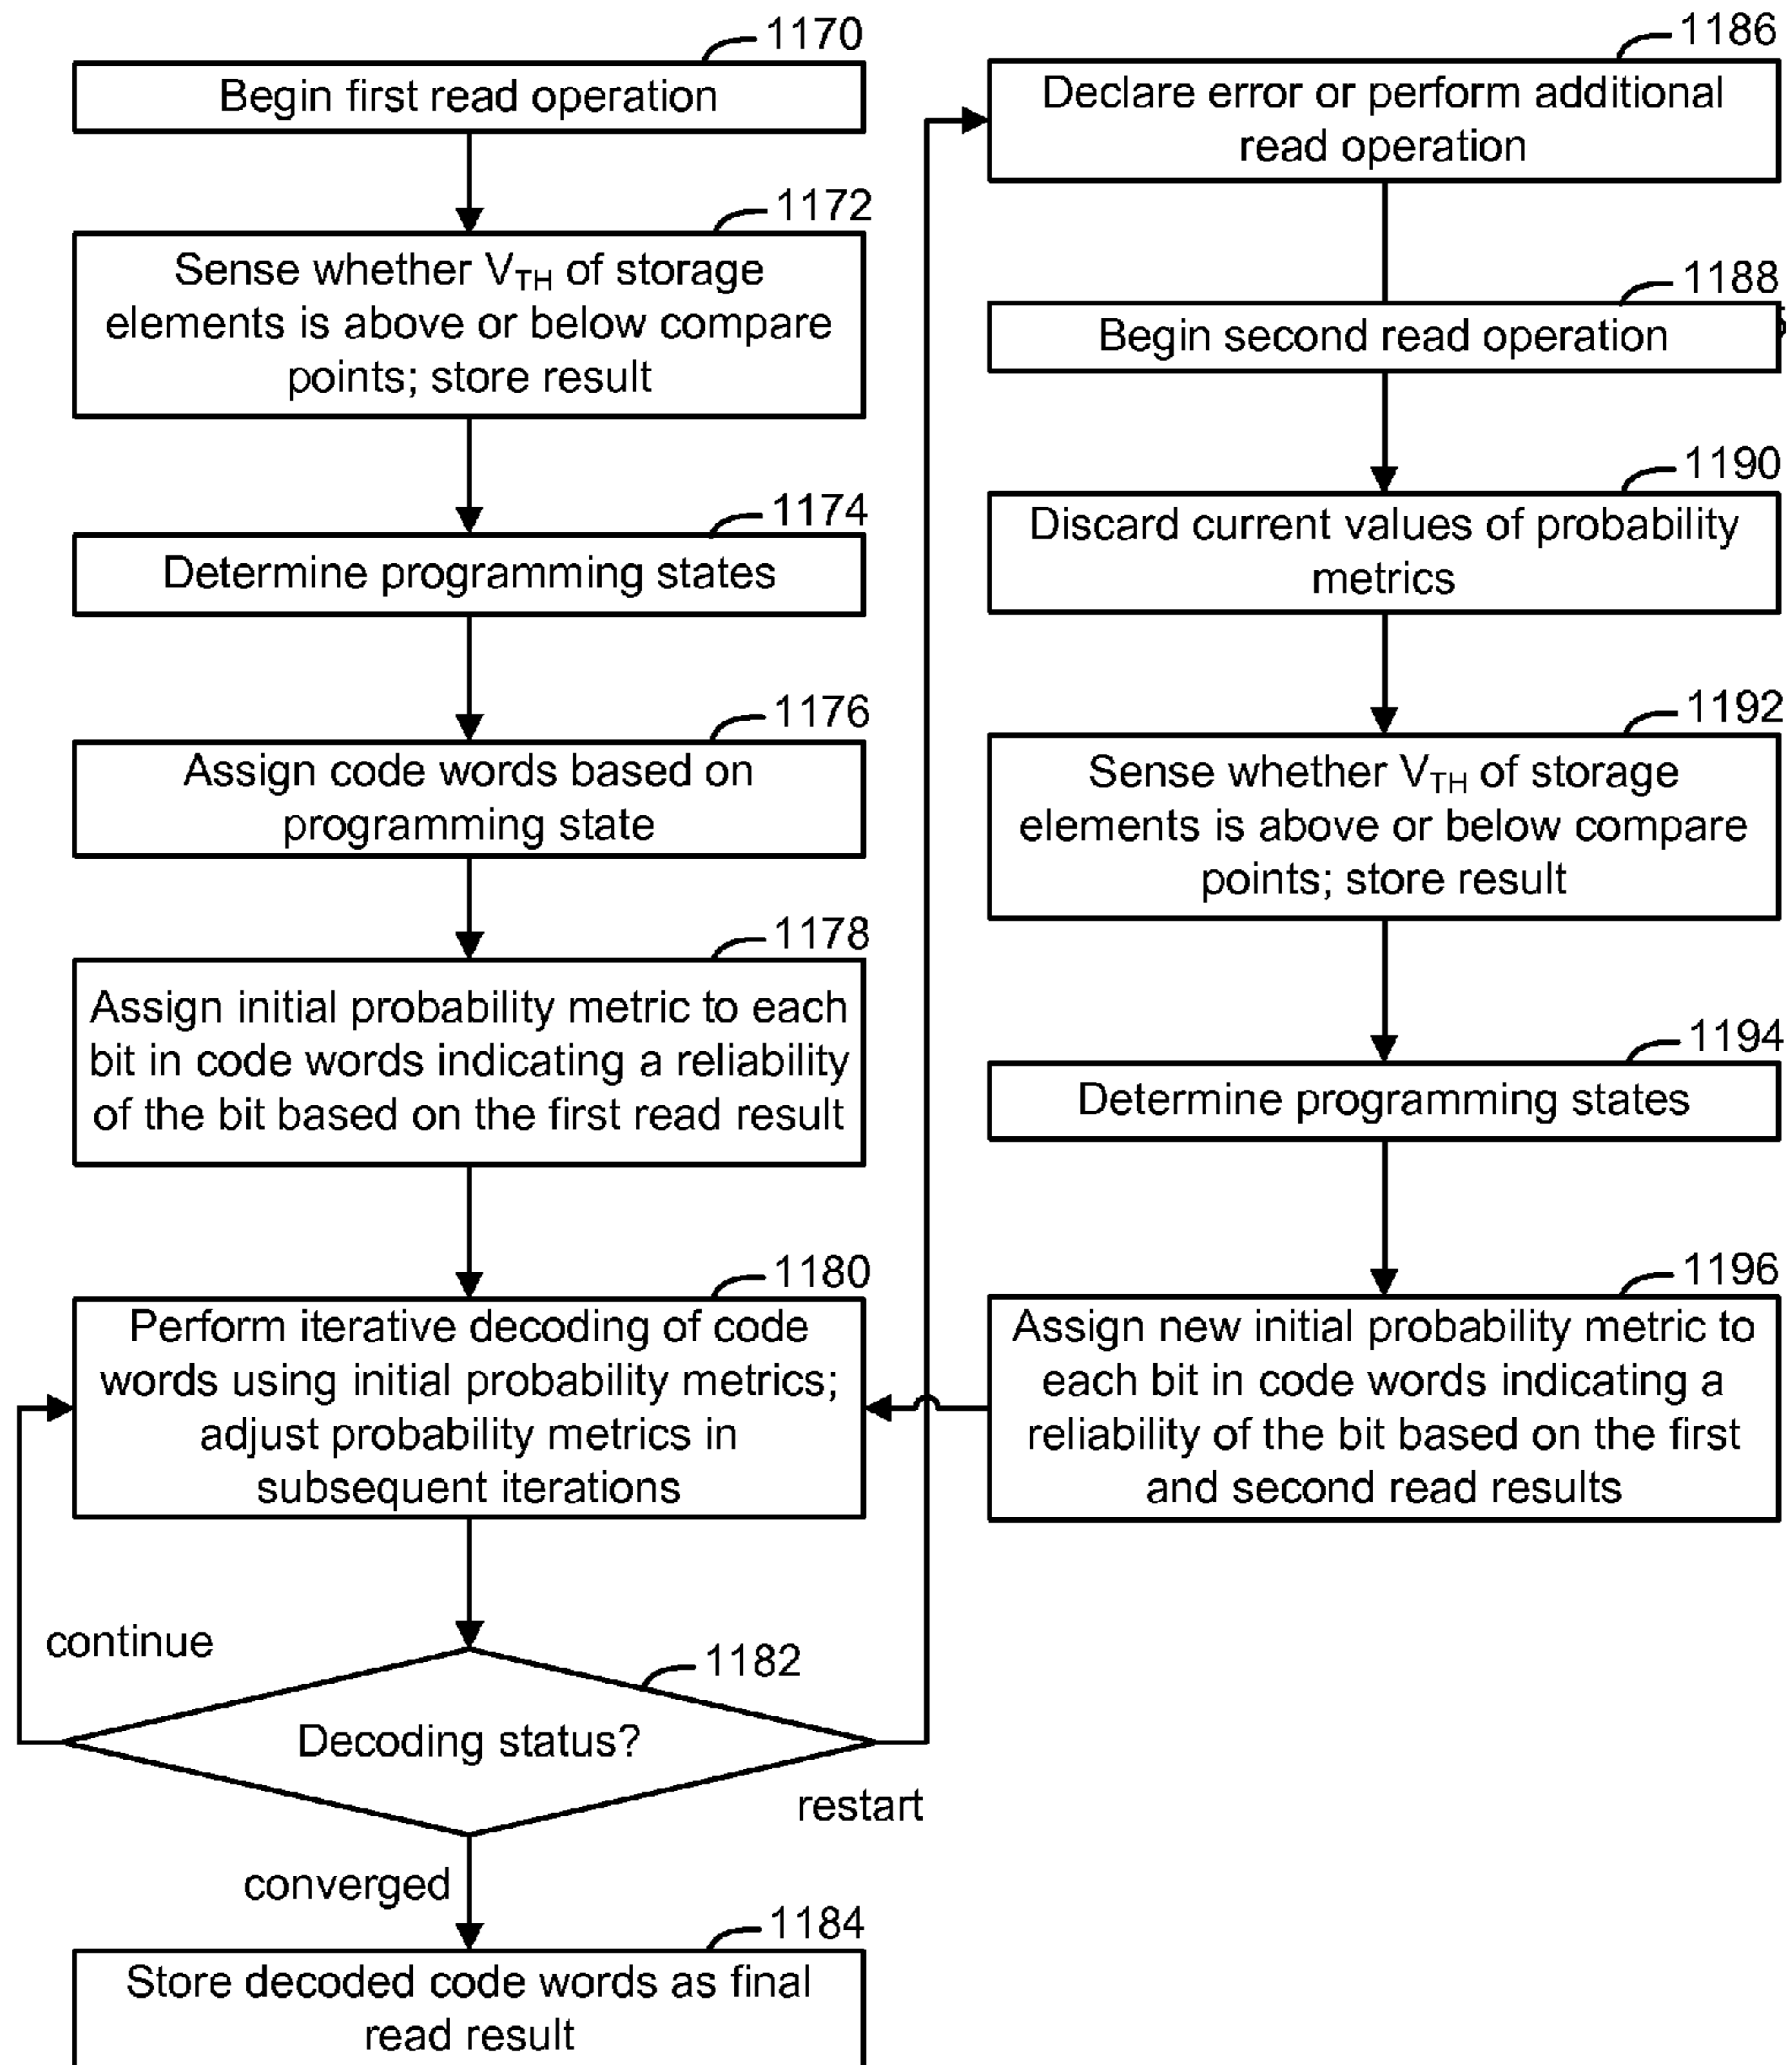 1170
Begin first read operation
1172
Sense whether VTH of storage
elements is above or below compare
points; store result
1174
Determine programming states
1176
Assign code words based on
programming state
1178
Assign initial probability metric to each
bit in code words indicating a reliability
of the bit based on the first read result
1180
Perform iterative decoding of code
words using initial probability metrics;
adjust probability metrics in
subsequent iterations
continue
1182
Decoding status?
restart
converged
1184
Store decoded code words as final
read result
1186
Declare error or perform additional
read operation
1188
Begin second read operation
1190
Discard current values of probability
metrics
1192
Sense whether VTH of storage
elements is above or below compare
points; store result
1194
Determine programming states
1196
Assign new initial probability metric to
each bit in code words indicating a
reliability of the bit based on the first
and second read results